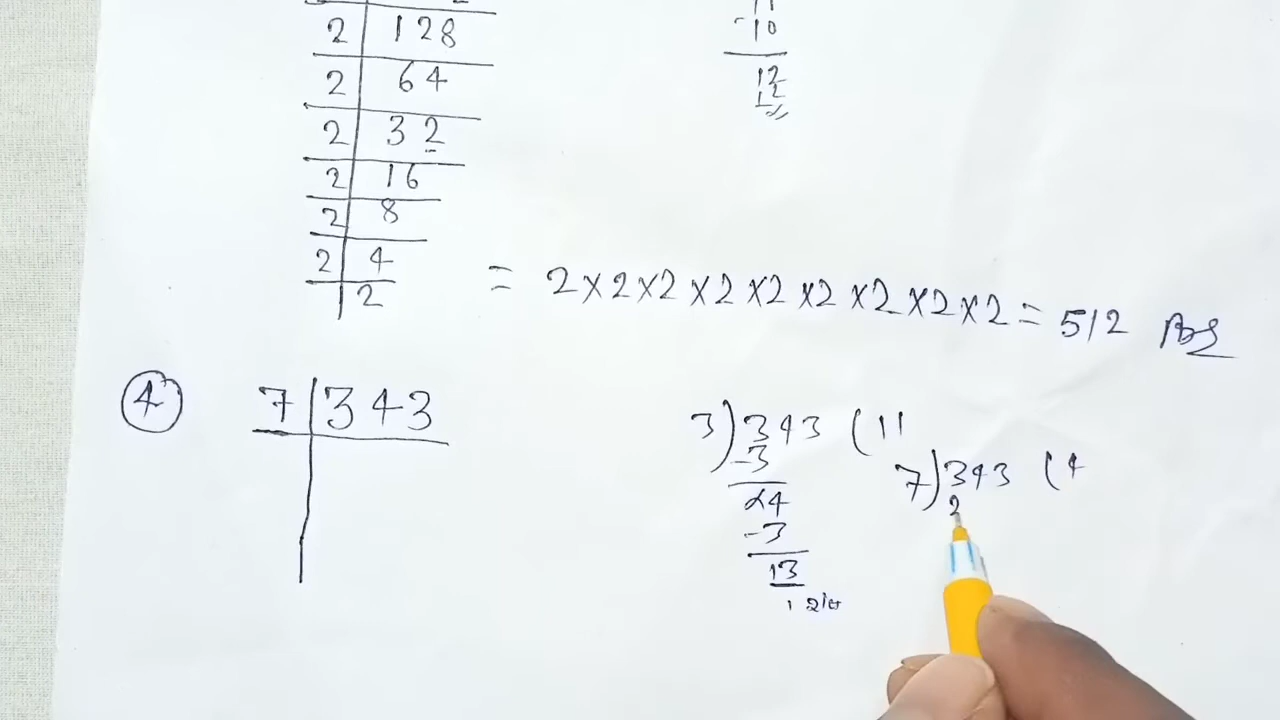 2 | 128
2 | 64
2 | 32
2 | 16
2 | 8
2 | 4
2
-10
12
12
= 2×2×2×2×2×2×2×2×2 = 512 Ans
④ 7 | 343
3) 343 (11
-3
04
-3
13
1
7) 343 (4
2